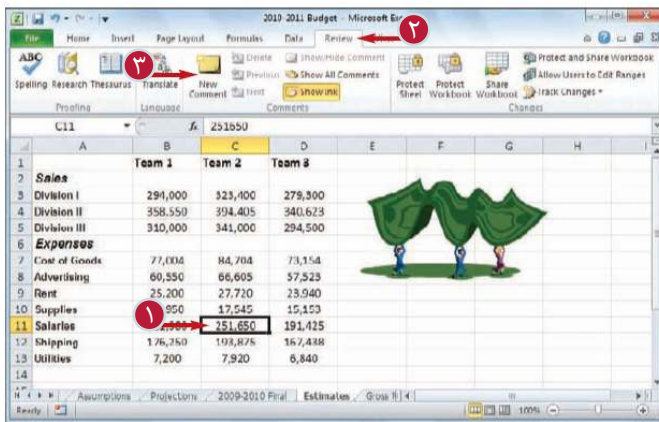 2010-2011 Budget - Microsoft Exc
File Home Insert Page Layout Formulas Data Review
٢
ABC Delete Show/Hide Comment Protect and Share Workbook
٣ Previous Show All Comments Allow Users to Edit Ranges
Spelling Research Thesaurus Translate New Comment Next Show Ink Protect Sheet Protect Workbook Share Workbook Track Changes
Proofing Language Comments Changes
C11 fx 251650
A B C D E F G H I
1 Team 1 Team 2 Team 3
2 Sales
3 Division I 294,000 323,400 279,300
4 Division II 358,550 394,405 340,623
5 Division III 310,000 341,000 294,500
6 Expenses
7 Cost of Goods 77,004 84,704 73,154
8 Advertising 60,550 66,605 57,523
9 Rent 25,200 27,720 23,940
10 Supplies 950 17,545 15,153
١
11 Salaries 251,650 191,425
12 Shipping 176,250 193,875 167,438
13 Utilities 7,200 7,920 6,840
14
Assumptions Projections 2009-2010 Final Estimates Gross
Ready 100%